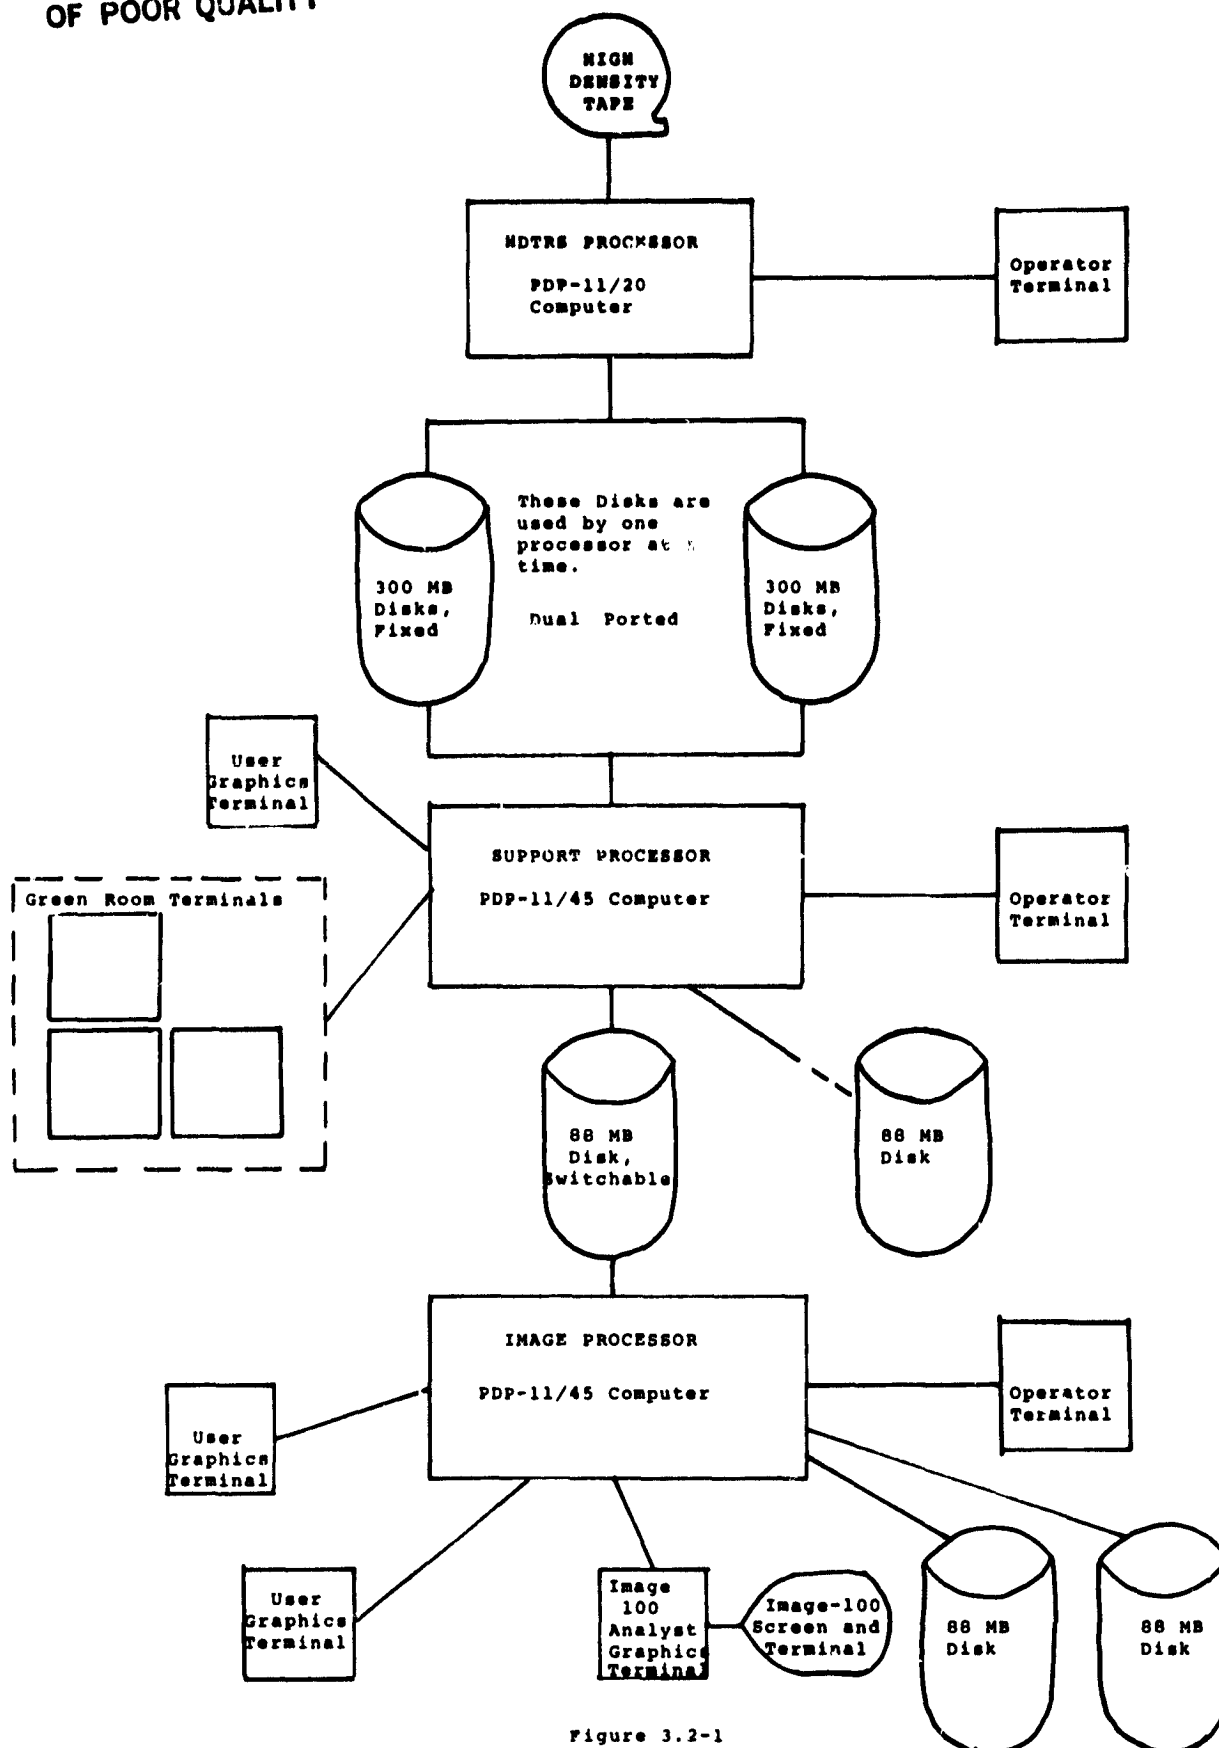 OF POOR QUALITY
HIGH
DENSITY
TAPE
HDTRS PROCESSOR
PDP-11/20
Computer
Operator
Terminal
These Disks are
used by one
processor at
time.
Dual Ported
300 MB
Disks,
Fixed
300 MB
Disks,
Fixed
User
Graphics
Terminal
SUPPORT PROCESSOR
PDP-11/45 Computer
Operator
Terminal
Green Room Terminals
88 MB
Disk,
Switchable
88 MB
Disk
IMAGE PROCESSOR
PDP-11/45 Computer
Operator
Terminal
User
Graphics
Terminal
User
Graphics
Terminal
Image
100
Analyst
Graphics
Terminal
Image-100
Screen and
Terminal
88 MB
Disk
88 MB
Disk
Figure 3.2-1